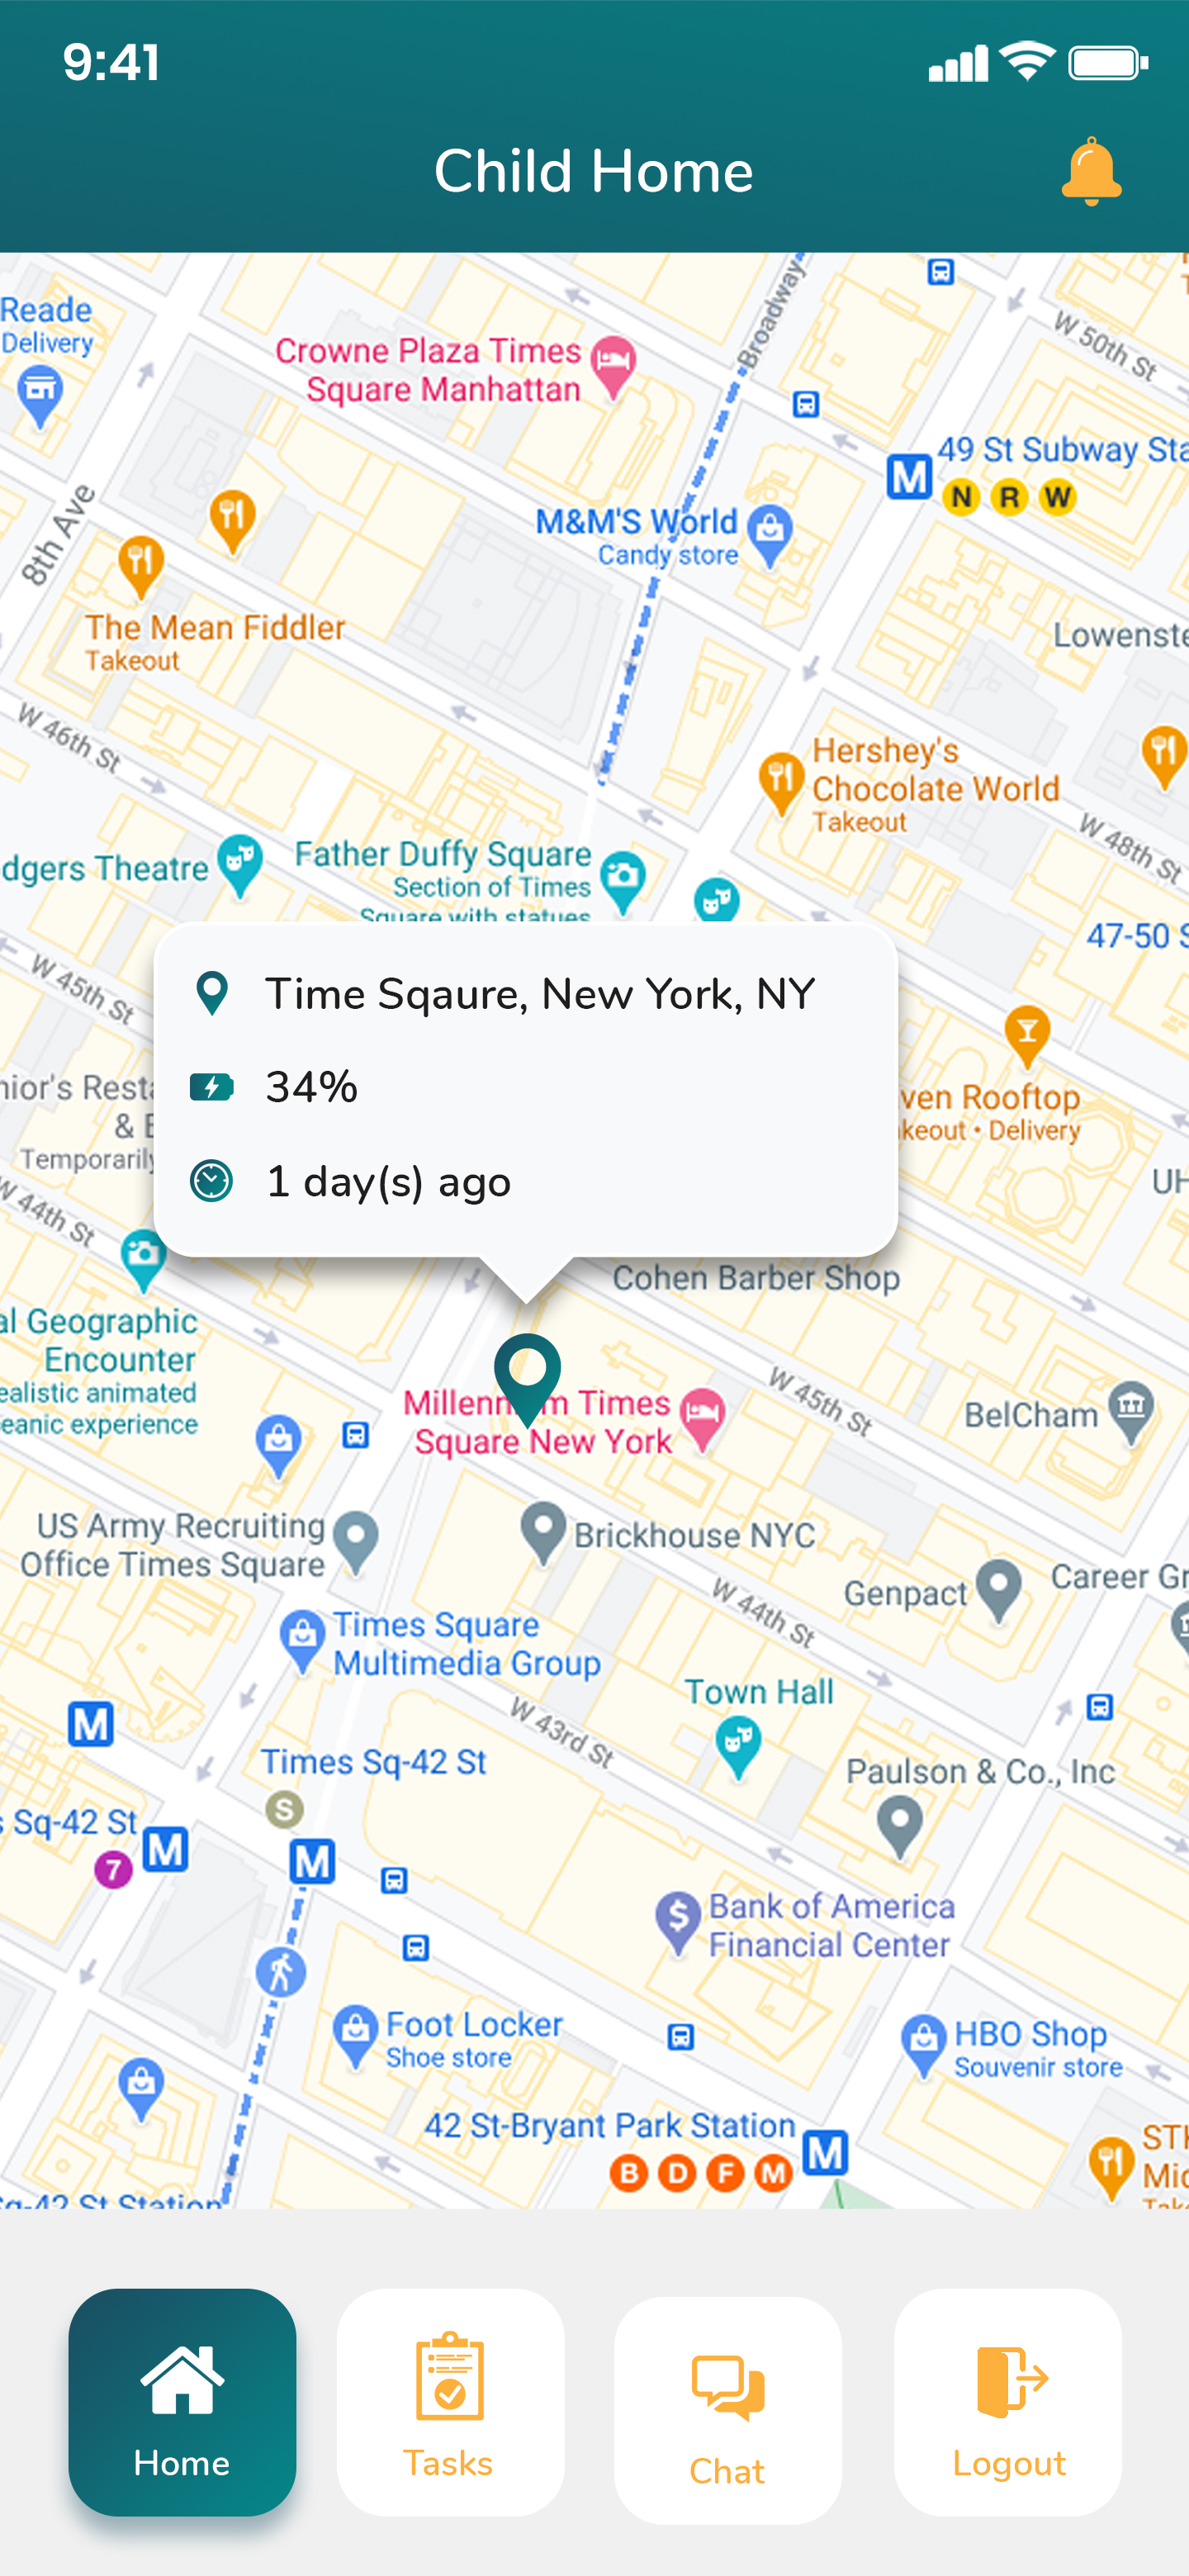 9:41
Child Home
Reade
Delivery
Crowne Plaza Times
Square Manhattan
Broadway
W 50th St
49 St Subway Sta
N R W
M
8th Ave
M&M'S World
Candy store
The Mean Fiddler
Takeout
Lowenste
W 46th St
Hershey's
Chocolate World
Takeout
W 48th St
dgers Theatre
Father Duffy Square
Section of Times
Square with statues
47-50 S
W 45th St
Time Sqaure, New York, NY
34%
1 day(s) ago
nior's Resta
& B
Temporarily
ven Rooftop
keout • Delivery
UH
W 44th St
Cohen Barber Shop
al Geographic
Encounter
ealistic animated
eanic experience
W 45th St
Millenn m Times
Square New York
BelCham
US Army Recruiting
Office Times Square
Brickhouse NYC
Genpact
Career Gr
W 44th St
Times Square
Multimedia Group
Town Hall
M
W 43rd St
Times Sq-42 St
S
Paulson & Co., Inc
s Sq-42 St
M
7
M
Bank of America
Financial Center
$
Foot Locker
Shoe store
HBO Shop
Souvenir store
42 St-Bryant Park Station
M
B D F M
STK
Mid
Take
q-42 St Station
Home
Tasks
Chat
Logout